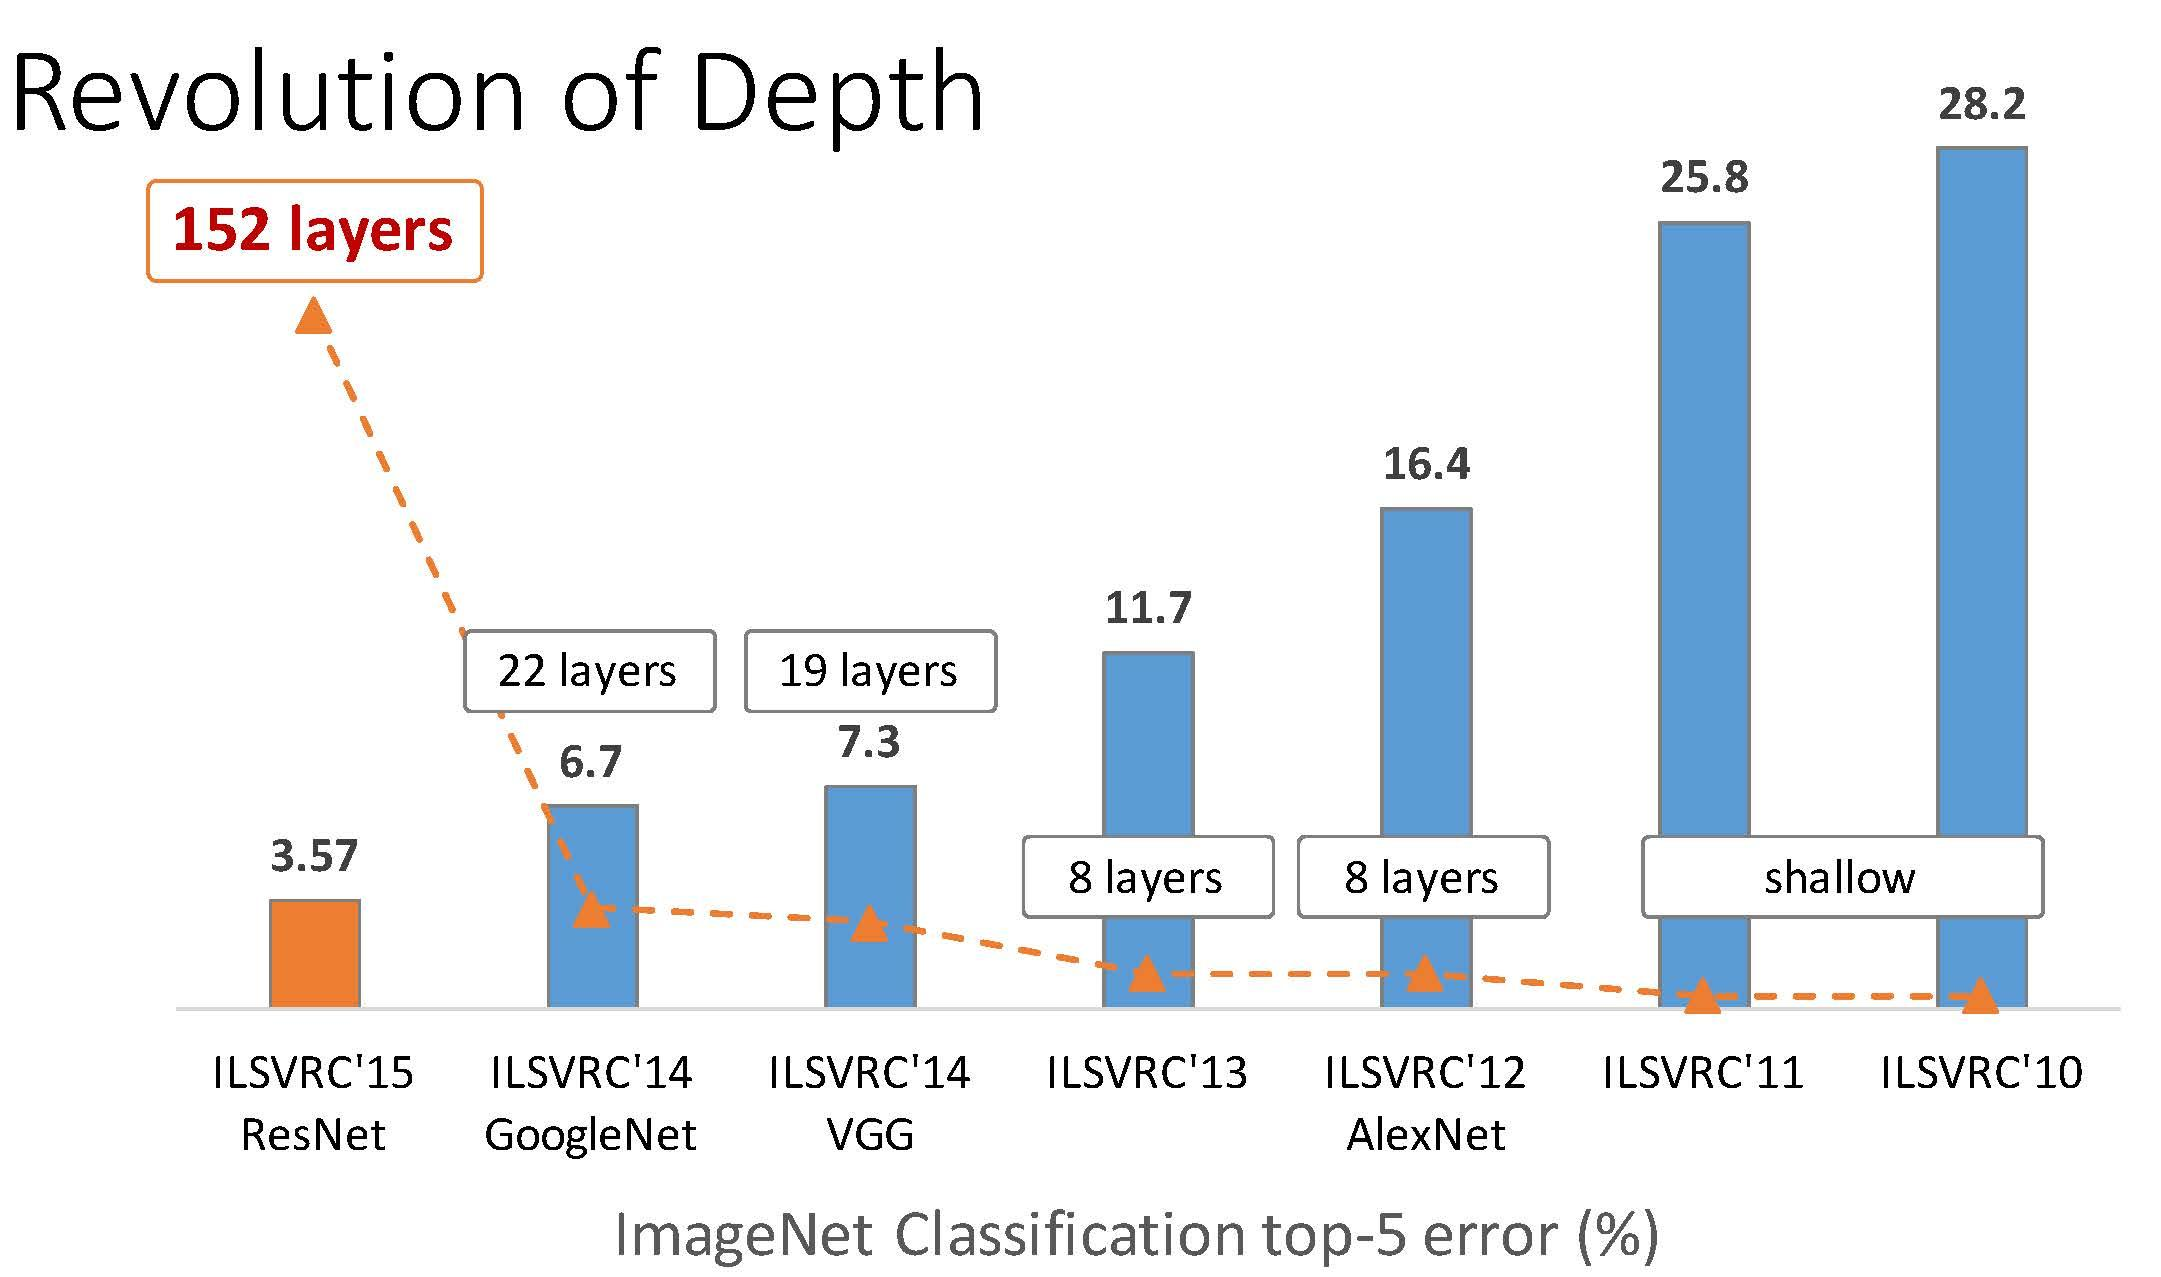 Revolution of Depth
28.2
25.8
152 layers
16.4
11.7
22 layers
19 layers
7.3
6.7
3.57
8 layers
8 layers
shallow
ILSVRC'15
ResNet
ILSVRC'14
GoogleNet
ILSVRC'14
VGG
ILSVRC'13
ILSVRC'12
AlexNet
ILSVRC'11
ILSVRC'10
ImageNet Classification top-5 error (%)